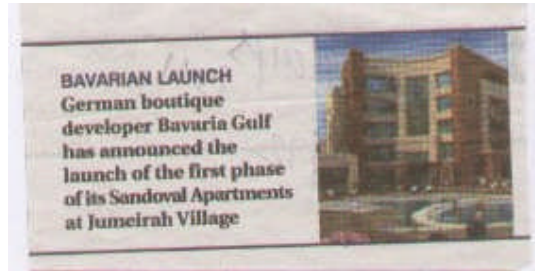 BAVARIAN LAUNCH
German boutique
developer Bavaria Gulf
has announced the
launch of the first phase
of its Sandoval Apartments
at Jumeirah Village